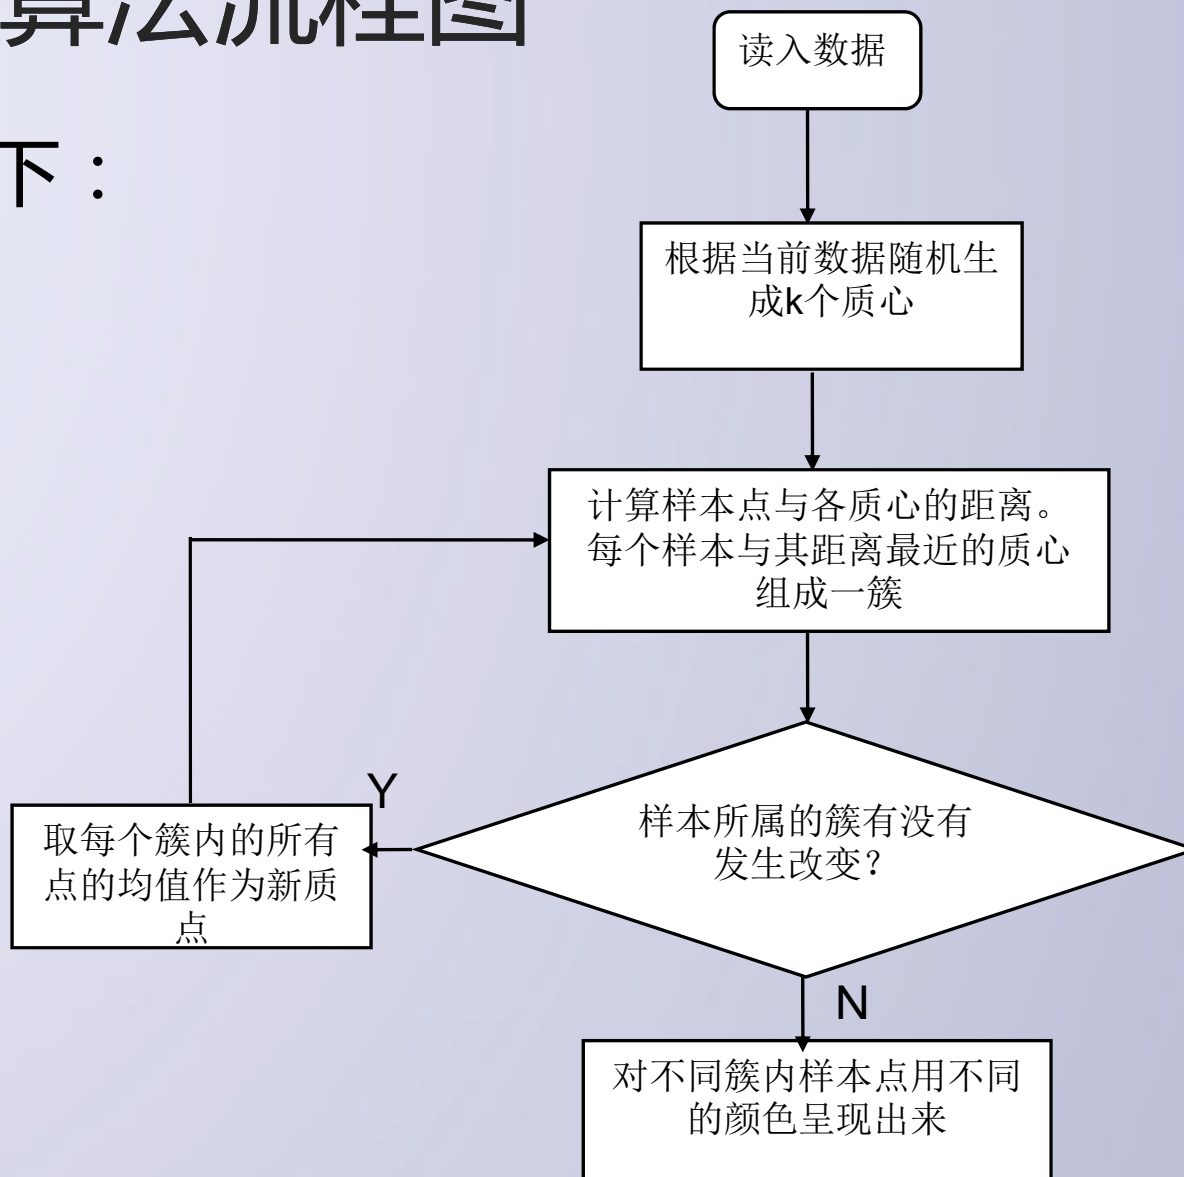 算法流程图
下：
读入数据
根据当前数据随机生
成k个质心
计算样本点与各质心的距离。
每个样本与其距离最近的质心
组成一簇
Y
样本所属的簇有没有
发生改变？
取每个簇内的所有
点的均值作为新质
点
N
对不同簇内样本点用不同
的颜色呈现出来